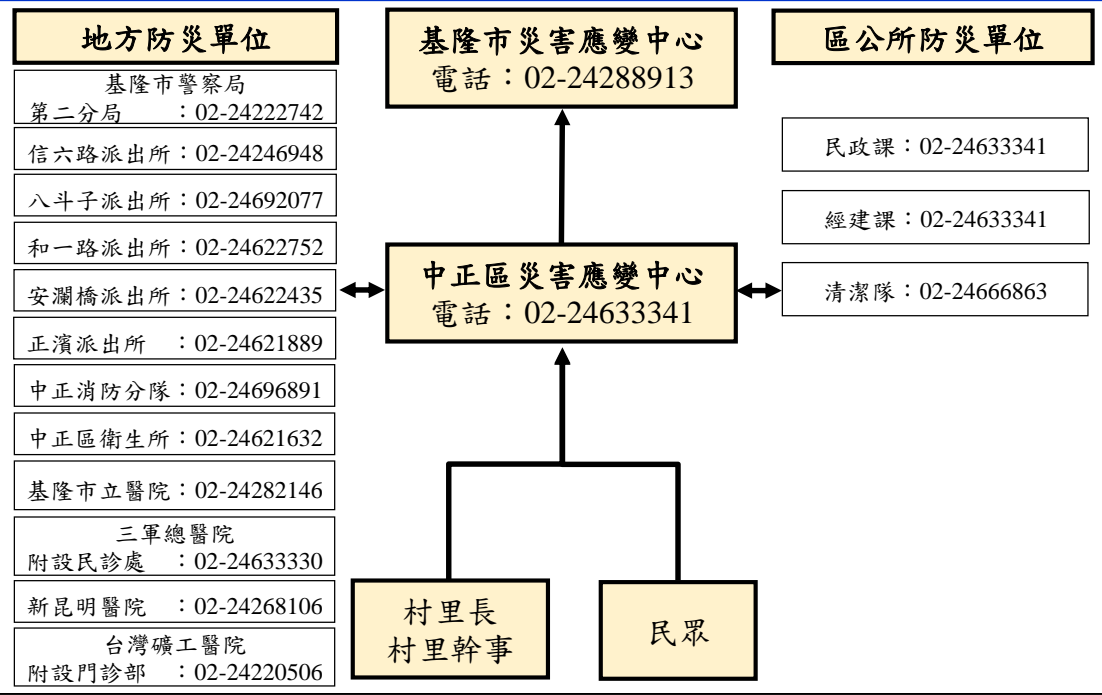 地方防災單位
基隆市警察局
第二分局　　：02-24222742
信六路派出所：02-24246948
八斗子派出所：02-24692077
和一路派出所：02-24622752
安瀾橋派出所：02-24622435
正濱派出所　：02-24621889
中正消防分隊：02-24696891
中正區衛生所：02-24621632
基隆市立醫院：02-24282146
三軍總醫院
附設民診處　：02-24633330
新昆明醫院　：02-24268106
台灣礦工醫院
附設門診部　：02-24220506
基隆市災害應變中心
電話：02-24288913
中正區災害應變中心
電話：02-24633341
村里長
村里幹事
民眾
區公所防災單位
民政課：02-24633341
經建課：02-24633341
清潔隊：02-24666863